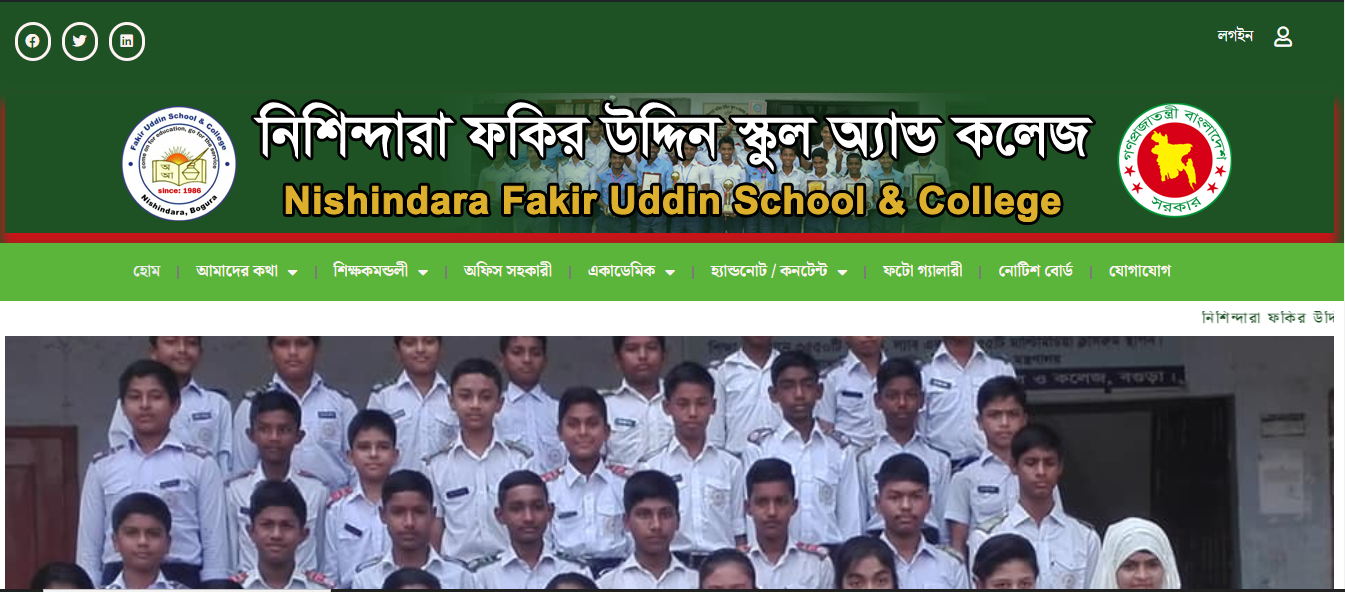 লগইন
নিশিন্দারা ফকির উদ্দিন স্কুল অ্যান্ড কলেজ
Nishindara Fakir Uddin School & College
Fakir Uddin School & College
come on for education, go for the service
অ আ
since: 1986
Nishindara, Bogura
গণপ্রজাতন্ত্রী বাংলাদেশ
সরকার
হোম | আমাদের কথা | শিক্ষকমন্ডলী | অফিস সহকারী | একাডেমিক | হ্যান্ডনোট / কনটেন্ট | ফটো গ্যালারী | নোটিশ বোর্ড | যোগাযোগ
নিশিন্দারা ফকির উদ্দি
ও কলেজ, বগুড়া।